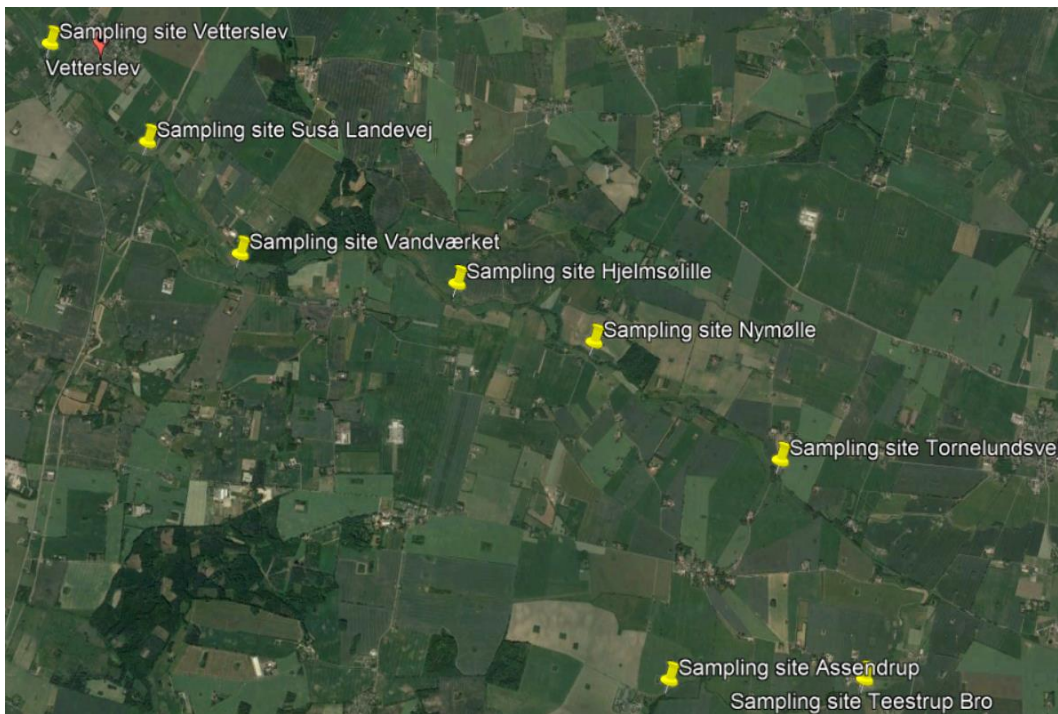 Sampling site Vetterslev
Vetterslev
Sampling site Suså Landevej
Sampling site Vandværket
Sampling site Hjelmsølille
Sampling site Nymølle
Sampling site Tornelundsve
Sampling site Assendrup
Sampling site Teestrup Bro